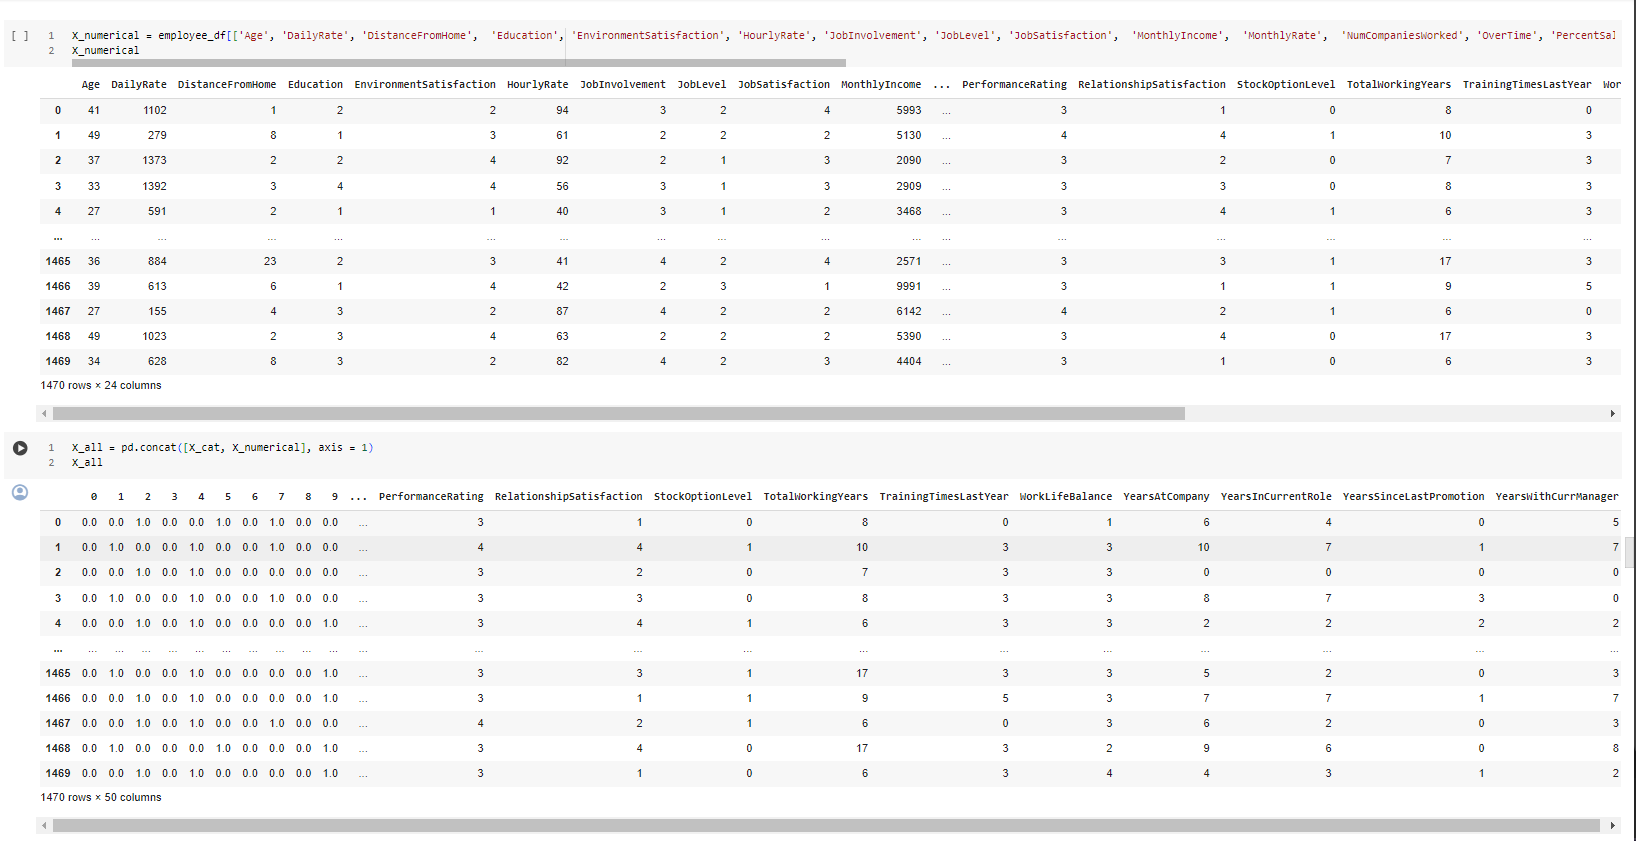 [ ] 1 X_numerical = employee_df[['Age', 'DailyRate', 'DistanceFromHome', 'Education', 'EnvironmentSatisfaction', 'HourlyRate', 'JobInvolvement', 'JobLevel', 'JobSatisfaction', 'MonthlyIncome', 'MonthlyRate', 'NumCompaniesWorked', 'OverTime', 'PercentSal
2 X_numerical
Age DailyRate DistanceFromHome Education EnvironmentSatisfaction HourlyRate JobInvolvement JobLevel JobSatisfaction MonthlyIncome ... PerformanceRating RelationshipSatisfaction StockOptionLevel TotalWorkingYears TrainingTimesLastYear Wor
0 41 1102 1 2 2 94 3 2 4 5993 ... 3 1 0 8 0
1 49 279 8 1 3 61 2 2 2 5130 ... 4 4 1 10 3
2 37 1373 2 2 4 92 2 1 3 2090 ... 3 2 0 7 3
3 33 1392 3 4 4 56 3 1 3 2909 ... 3 3 0 8 3
4 27 591 2 1 1 40 3 1 2 3468 ... 3 4 1 6 3
... ... ... ... ... ... ... ... ... ... ... ... ... ... ... ... ...
1465 36 884 23 2 3 41 4 2 4 2571 ... 3 3 1 17 3
1466 39 613 6 1 4 42 2 3 1 9991 ... 3 1 1 9 5
1467 27 155 4 3 2 87 4 2 2 6142 ... 4 2 1 6 0
1468 49 1023 2 3 4 63 2 2 2 5390 ... 3 4 0 17 3
1469 34 628 8 3 2 82 4 2 3 4404 ... 3 1 0 6 3
1470 rows × 24 columns
1 X_all = pd.concat([X_cat, X_numerical], axis = 1)
2 X_all
0 1 2 3 4 5 6 7 8 9 ... PerformanceRating RelationshipSatisfaction StockOptionLevel TotalWorkingYears TrainingTimesLastYear WorkLifeBalance YearsAtCompany YearsInCurrentRole YearsSinceLastPromotion YearsWithCurrManager
0 0.0 0.0 1.0 0.0 0.0 1.0 0.0 1.0 0.0 0.0 ... 3 1 0 8 0 1 6 4 0 5
1 0.0 1.0 0.0 0.0 1.0 0.0 0.0 1.0 0.0 0.0 ... 4 4 1 10 3 3 10 7 1 7
2 0.0 0.0 1.0 0.0 1.0 0.0 0.0 0.0 0.0 0.0 ... 3 2 0 7 3 3 0 0 0 0
3 0.0 1.0 0.0 0.0 1.0 0.0 0.0 1.0 0.0 0.0 ... 3 3 0 8 3 3 8 7 3 0
4 0.0 0.0 1.0 0.0 1.0 0.0 0.0 0.0 0.0 1.0 ... 3 4 1 6 3 3 2 2 2 2
... ... ... ... ... ... ... ... ... ... ... ... ... ... ... ... ... ... ... ... ... ...
1465 0.0 1.0 0.0 0.0 1.0 0.0 0.0 0.0 0.0 1.0 ... 3 3 1 17 3 3 5 2 0 3
1466 0.0 0.0 1.0 0.0 1.0 0.0 0.0 0.0 0.0 1.0 ... 3 1 1 9 5 3 7 7 1 7
1467 0.0 0.0 1.0 0.0 1.0 0.0 0.0 1.0 0.0 0.0 ... 4 2 1 6 0 3 6 2 0 3
1468 0.0 1.0 0.0 0.0 0.0 1.0 0.0 0.0 0.0 1.0 ... 3 4 0 17 3 2 9 6 0 8
1469 0.0 0.0 1.0 0.0 1.0 0.0 0.0 0.0 0.0 1.0 ... 3 1 0 6 3 4 4 3 1 2
1470 rows × 50 columns